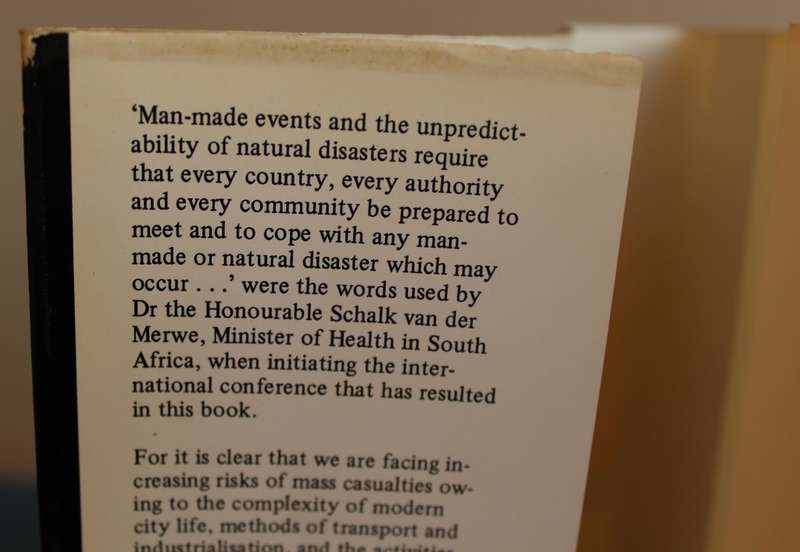 ‘Man-made events and the unpredict-
ability of natural disasters require
that every country, every authority
and every community be prepared to
meet and to cope with any man-
made or natural disaster which may
occur . . .’ were the words used by
Dr the Honourable Schalk van der
Merwe, Minister of Health in South
Africa, when initiating the inter-
national conference that has resulted
in this book.
For it is clear that we are facing in-
creasing risks of mass casualties ow-
ing to the complexity of modern
city life, methods of transport and
industrialisation, and the activities